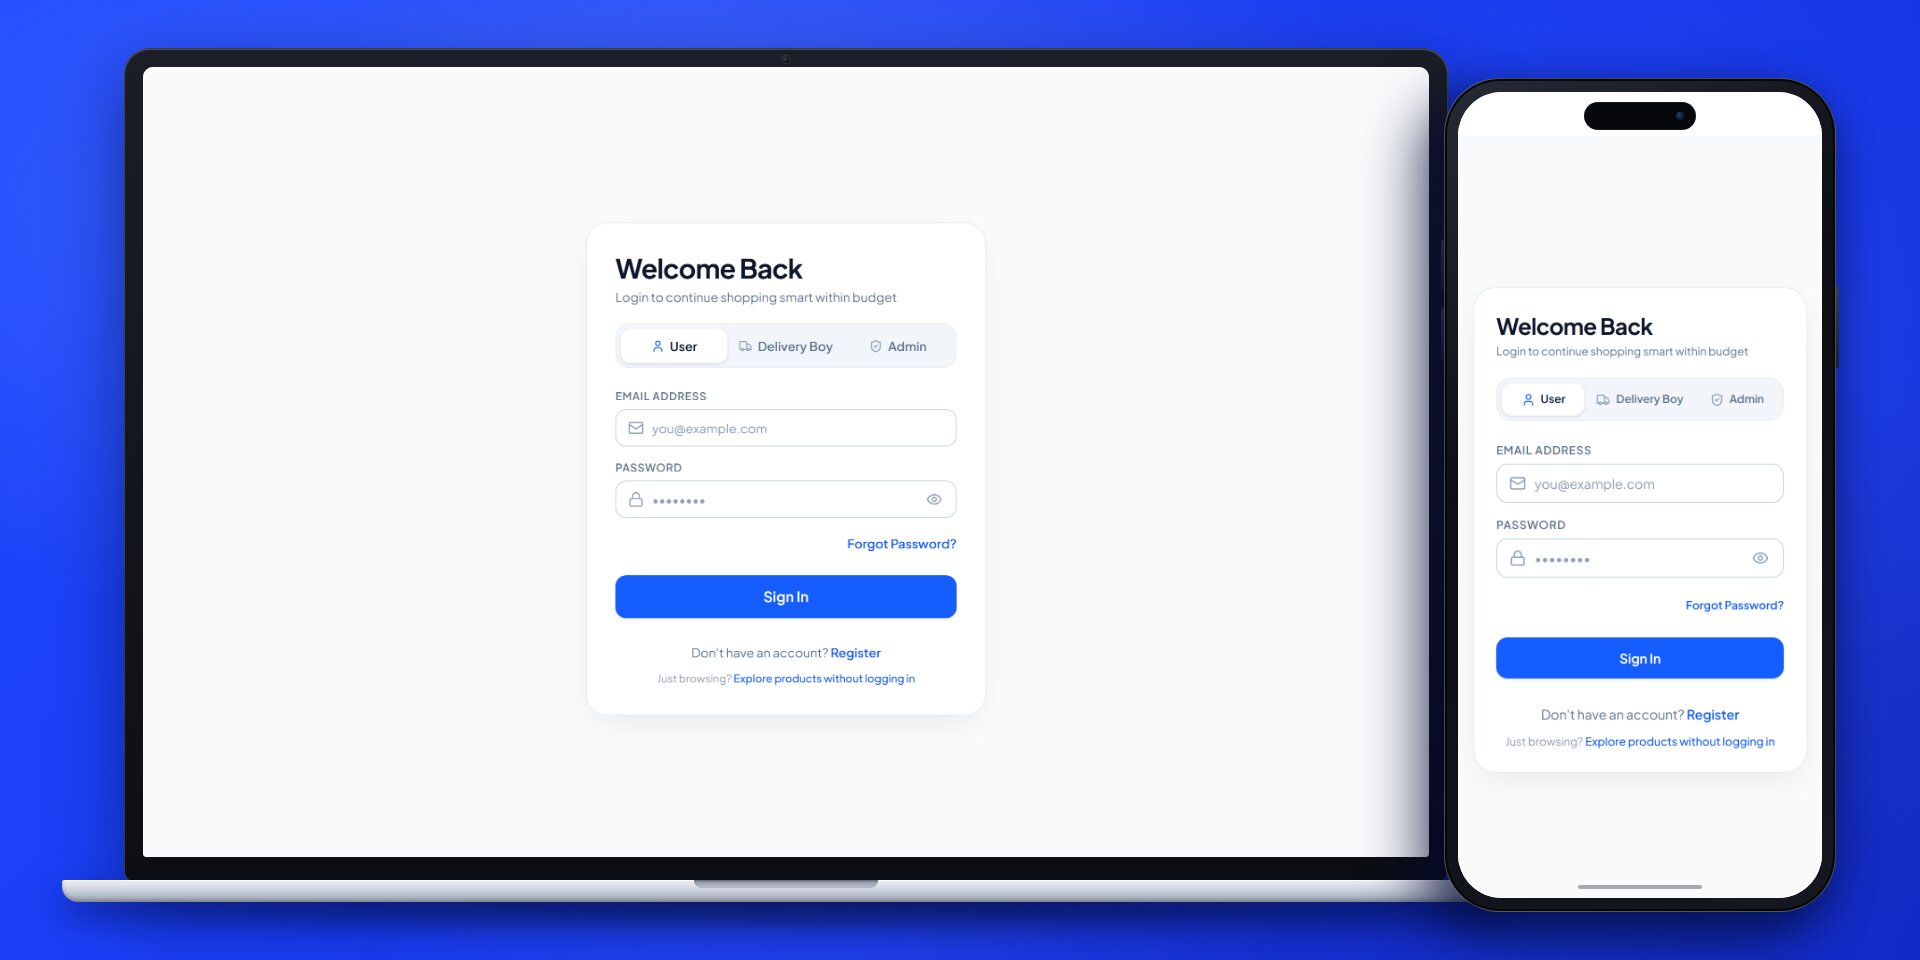 Welcome Back
Login to continue shopping smart within budget
User Delivery Boy Admin
EMAIL ADDRESS
you@example.com
PASSWORD
••••••••
Forgot Password?
Sign In
Don't have an account? Register
Just browsing? Explore products without logging in
Welcome Back
Login to continue shopping smart within budget
User Delivery Boy Admin
EMAIL ADDRESS
you@example.com
PASSWORD
••••••••
Forgot Password?
Sign In
Don't have an account? Register
Just browsing? Explore products without logging in